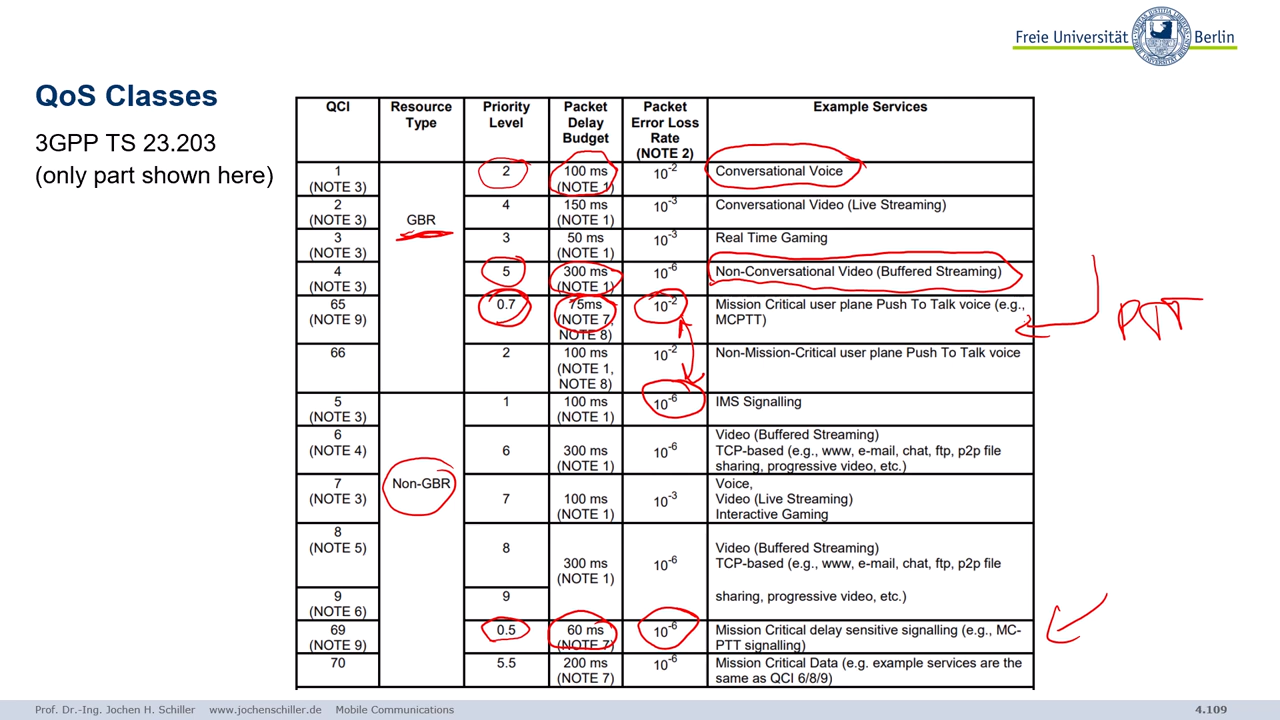 Freie Universität Berlin
QoS Classes
3GPP TS 23.203
(only part shown here)
QCI Resource Type Priority Level Packet Delay Budget Packet Error Loss Rate (NOTE 2) Example Services
1 (NOTE 3) GBR 2 100 ms (NOTE 1) 10-2 Conversational Voice
2 (NOTE 3) 4 150 ms (NOTE 1) 10-3 Conversational Video (Live Streaming)
3 (NOTE 3) 3 50 ms (NOTE 1) 10-3 Real Time Gaming
4 (NOTE 3) 5 300 ms (NOTE 1) 10-6 Non-Conversational Video (Buffered Streaming)
65 (NOTE 9) 0.7 75ms (NOTE 7, NOTE 8) 10-2 Mission Critical user plane Push To Talk voice (e.g., MCPTT)
PTT
66 2 100 ms (NOTE 1, NOTE 8) 10-2 Non-Mission-Critical user plane Push To Talk voice
5 (NOTE 3) Non-GBR 1 100 ms (NOTE 1) 10-6 IMS Signalling
6 (NOTE 4) 6 300 ms (NOTE 1) 10-6 Video (Buffered Streaming) TCP-based (e.g., www, e-mail, chat, ftp, p2p file sharing, progressive video, etc.)
7 (NOTE 3) 7 100 ms (NOTE 1) 10-3 Voice, Video (Live Streaming) Interactive Gaming
8 (NOTE 5) 8 300 ms (NOTE 1) 10-6 Video (Buffered Streaming) TCP-based (e.g., www, e-mail, chat, ftp, p2p file
9 (NOTE 6) 9 sharing, progressive video, etc.)
69 (NOTE 9) 0.5 60 ms (NOTE 7) 10-6 Mission Critical delay sensitive signalling (e.g., MC-PTT signalling)
70 5.5 200 ms (NOTE 7) 10-6 Mission Critical Data (e.g. example services are the same as QCI 6/8/9)
Prof. Dr.-Ing. Jochen H. Schiller www.jochenschiller.de Mobile Communications 4.109